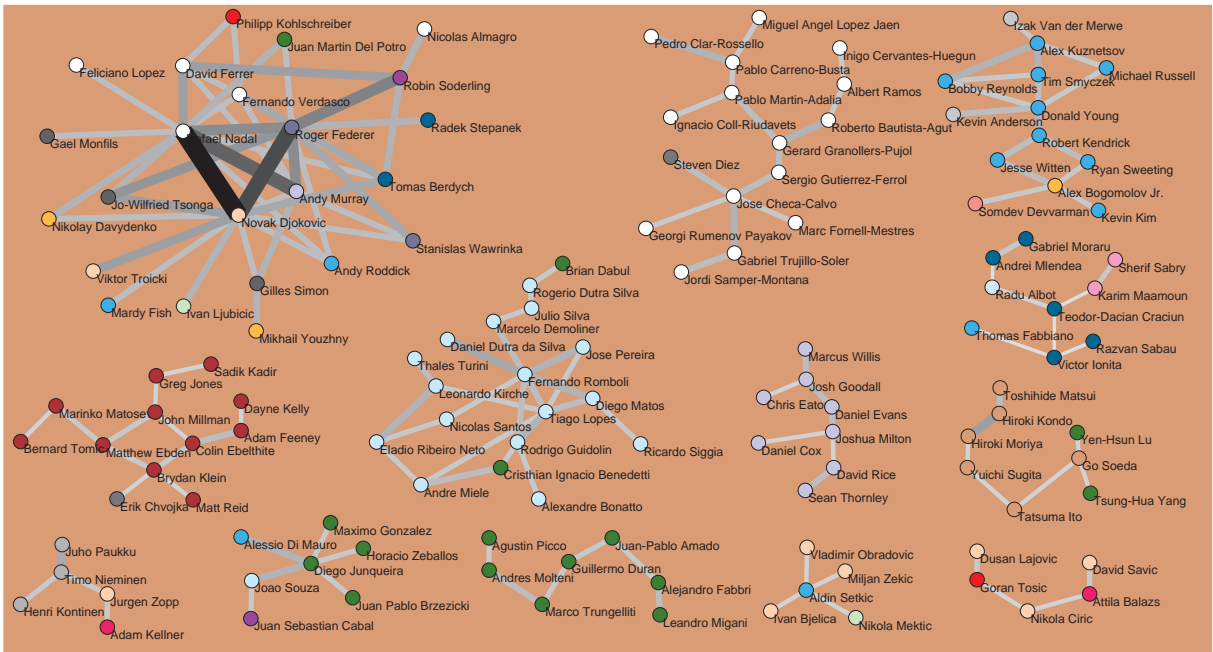 Philipp Kohlschreiber
Juan Martin Del Potro
Nicolas Almagro
Feliciano Lopez
David Ferrer
Robin Soderling
Fernando Verdasco
Gael Monfils
fael Nadal
Roger Federer
Radek Stepanek
Tomas Berdych
Jo-Wilfried Tsonga
Andy Murray
Nikolay Davydenko
Novak Djokovic
Stanislas Wawrinka
Viktor Troicki
Andy Roddick
Gilles Simon
Mardy Fish
Ivan Ljubicic
Mikhail Youzhny
Miguel Angel Lopez Jaen
Pedro Clar-Rossello
Inigo Cervantes-Huegun
Pablo Carreno-Busta
Albert Ramos
Pablo Martin-Adalia
Ignacio Coll-Riudavets
Roberto Bautista-Agut
Gerard Granollers-Pujol
Steven Diez
Sergio Gutierrez-Ferrol
Jose Checa-Calvo
Georgi Rumenov Payakov
Marc Fornell-Mestres
Gabriel Trujillo-Soler
Jordi Samper-Montana
Izak Van der Merwe
Alex Kuznetsov
Michael Russell
Tim Smyczek
Bobby Reynolds
Kevin Anderson
Donald Young
Robert Kendrick
Jesse Witten
Ryan Sweeting
Alex Bogomolov Jr.
Somdev Devvarman
Kevin Kim
Gabriel Moraru
Andrei Mlendea
Sherif Sabry
Radu Albot
Karim Maamoun
Teodor-Dacian Craciun
Thomas Fabbiano
Razvan Sabau
Victor Ionita
Brian Dabul
Rogerio Dutra Silva
Julio Silva
Marcelo Demoliner
Daniel Dutra da Silva
Jose Pereira
Thales Turini
Fernando Romboli
Leonardo Kirche
Diego Matos
Tiago Lopes
Nicolas Santos
Eladio Ribeiro Neto
Rodrigo Guidolin
Ricardo Siggia
Cristhian Ignacio Benedetti
Andre Miele
Alexandre Bonatto
Sadik Kadir
Greg Jones
Marinko Matosev
John Millman
Dayne Kelly
Bernard Tomic
Matthew Ebden
Colin Ebelthite
Adam Feeney
Brydan Klein
Erik Chvojka
Matt Reid
Marcus Willis
Josh Goodall
Chris Eaton
Daniel Evans
Joshua Milton
Daniel Cox
David Rice
Sean Thornley
Toshihide Matsui
Hiroki Kondo
Hiroki Moriya
Yen-Hsun Lu
Go Soeda
Yuichi Sugita
Tsung-Hua Yang
Tatsuma Ito
Juho Paukku
Timo Nieminen
Henri Kontinen
Jurgen Zopp
Adam Kellner
Maximo Gonzalez
Alessio Di Mauro
Horacio Zeballos
Diego Junqueira
Joao Souza
Juan Pablo Brzezicki
Juan Sebastian Cabal
Agustin Picco
Juan-Pablo Amado
Guillermo Duran
Andres Molteni
Alejandro Fabbri
Marco Trungelliti
Leandro Migani
Vladimir Obradovic
Miljan Zekic
Aldin Setkic
Ivan Bjelica
Nikola Mektic
Dusan Lajovic
David Savic
Goran Tosic
Attila Balazs
Nikola Ciric